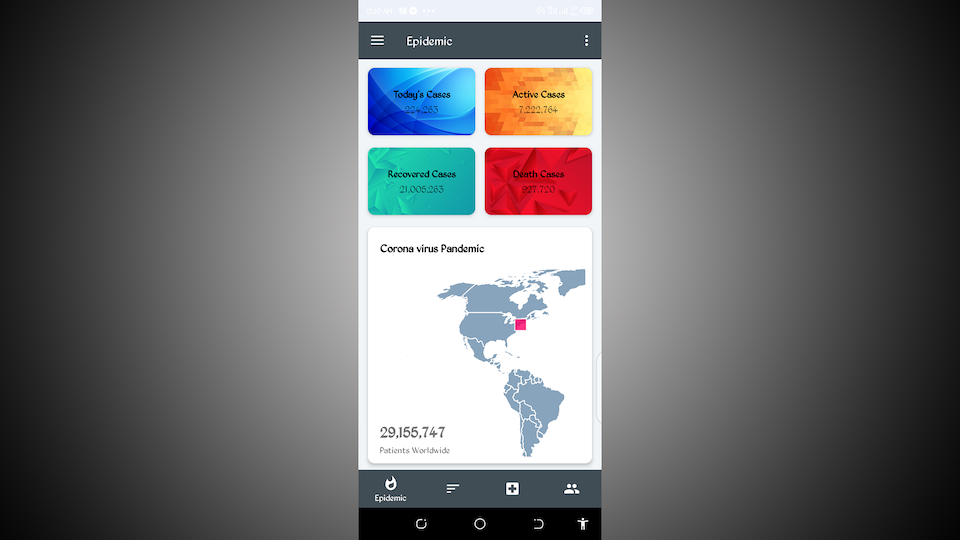 Epidemic
Today's Cases
224,263
Active Cases
7,222,764
Recovered Cases
21,005,263
Death Cases
927,720
Corona virus Pandemic
29,155,747
Patients Worldwide
Epidemic